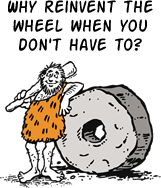 WHY REINVENT THE
WHEEL WHEN YOU
DON'T HAVE TO?